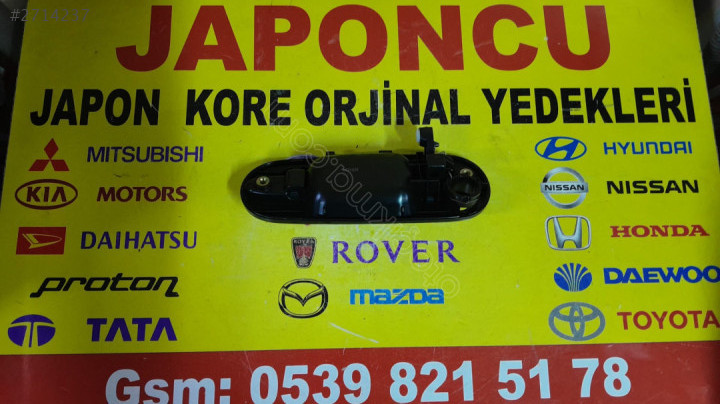 #2719257
JAPONCU
JAPON KORE ORJİNAL YEDEKLERİ
MITSUBISHI
HYUNDAI
KIA MOTORS
NISSAN
DAIHATSU
HONDA
ROVER
proton
DAEWOO
mazda
TATA
TOYOTA
Gsm: 0539 821 51 78